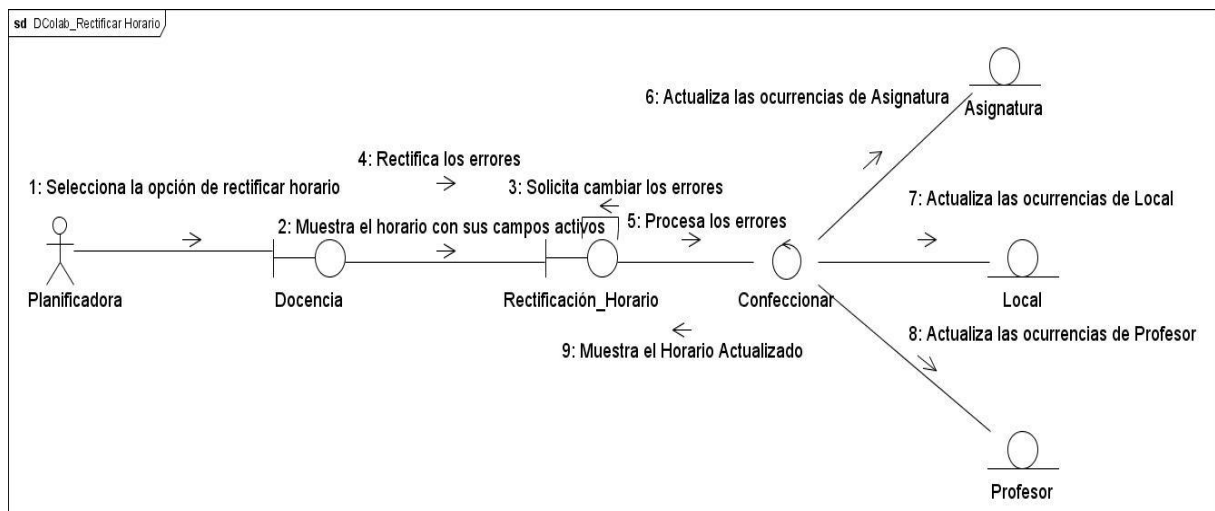 sd DColab_Rectificar Horario
6: Actualiza las ocurrencias de Asignatura
Asignatura
4: Rectifica los errores
1: Selecciona la opción de rectificar horario
3: Solicita cambiar los errores
7: Actualiza las ocurrencias de Local
2: Muestra el horario con sus campos activos
5: Procesa los errores
Planificadora
Docencia
Rectificación_Horario
Confeccionar
Local
8: Actualiza las ocurrencias de Profesor
9: Muestra el Horario Actualizado
Profesor